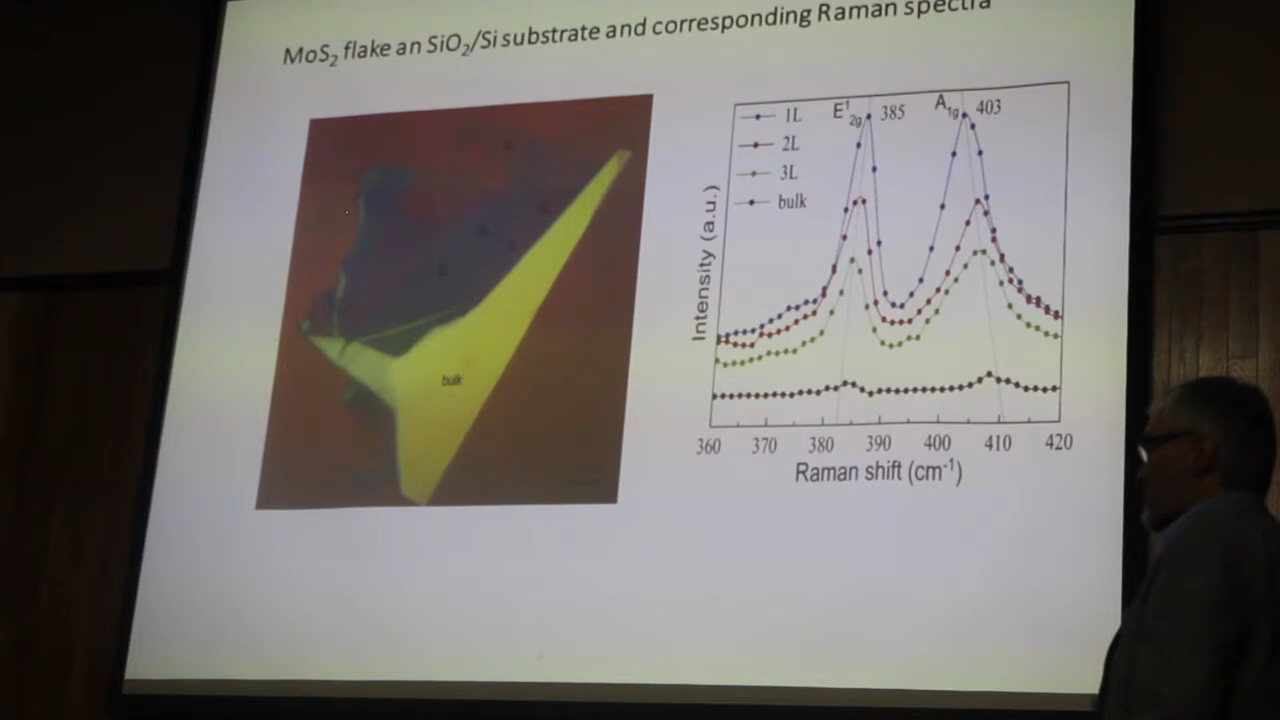 MoS2 flake an SiO2/Si substrate and corresponding Raman spectra
bulk
1L
2L
3L
bulk
E12g 385
A1g 403
Intensity (a.u.)
360 370 380 390 400 410 420
Raman shift (cm-1)